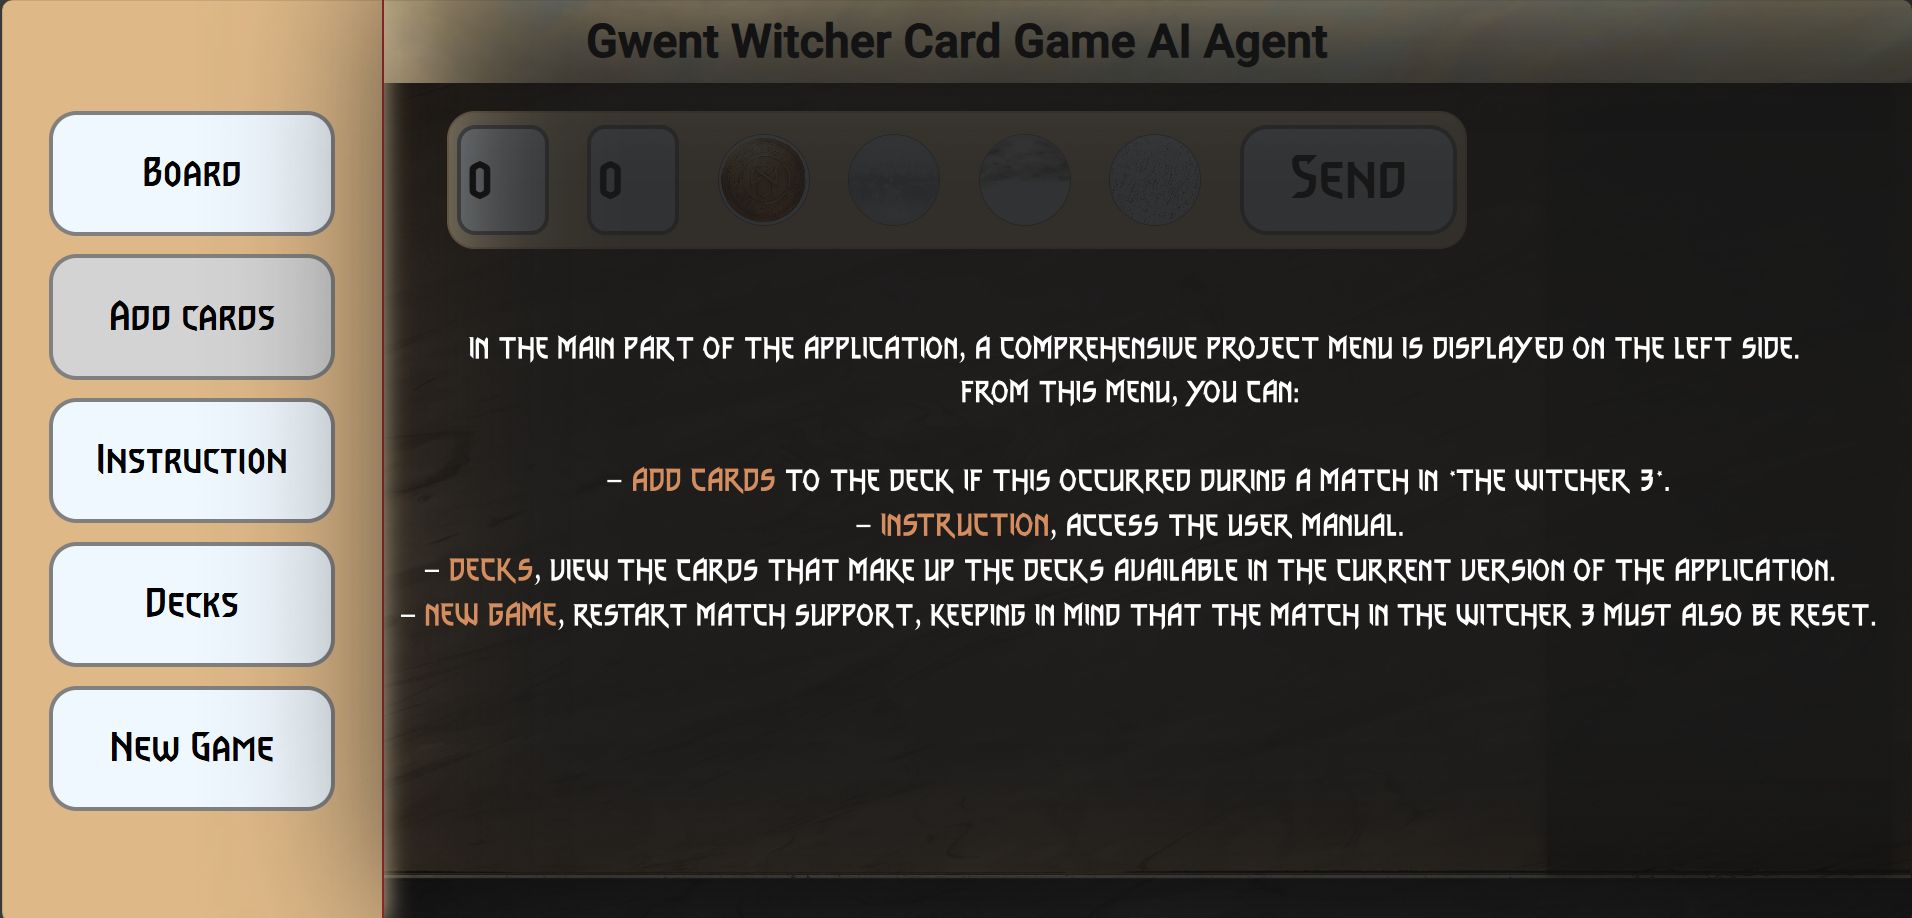 Gwent Witcher Card Game AI Agent
Board
Add cards
Instruction
Decks
New Game
0
0
Send
In the main part of the application, a comprehensive project menu is displayed on the left side.
From this menu, you can:
– Add cards to the deck if this occurred during a match in *The Witcher 3*.
– Instruction, access the user manual.
– Decks, view the cards that make up the decks available in the current version of the application.
– New Game, restart match support, keeping in mind that the match in The Witcher 3 must also be reset.